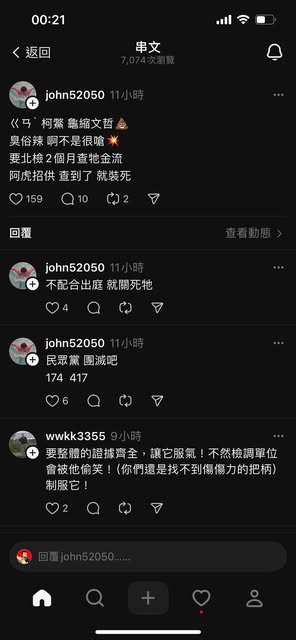 00:21
返回
串文
7,074 次瀏覽
john52050 11小時
ㄍㄢˋ 柯鱉 龜縮文哲💩
臭俗辣 啊不是很嗆💥
要北檢2個月查牠金流
阿虎招供 查到了 就裝死
159 10 2
回覆
查看動態
john52050 11小時
不配合出庭 就關死牠
4
john52050 11小時
民眾黨 團滅吧
174 417
6
wwkk3355 9小時
要整體的證據齊全，讓它服氣！不然檢調單位
會被他偷笑！（你們還是找不到傷傷力的把柄）
制服它！
2
回覆 john52050……